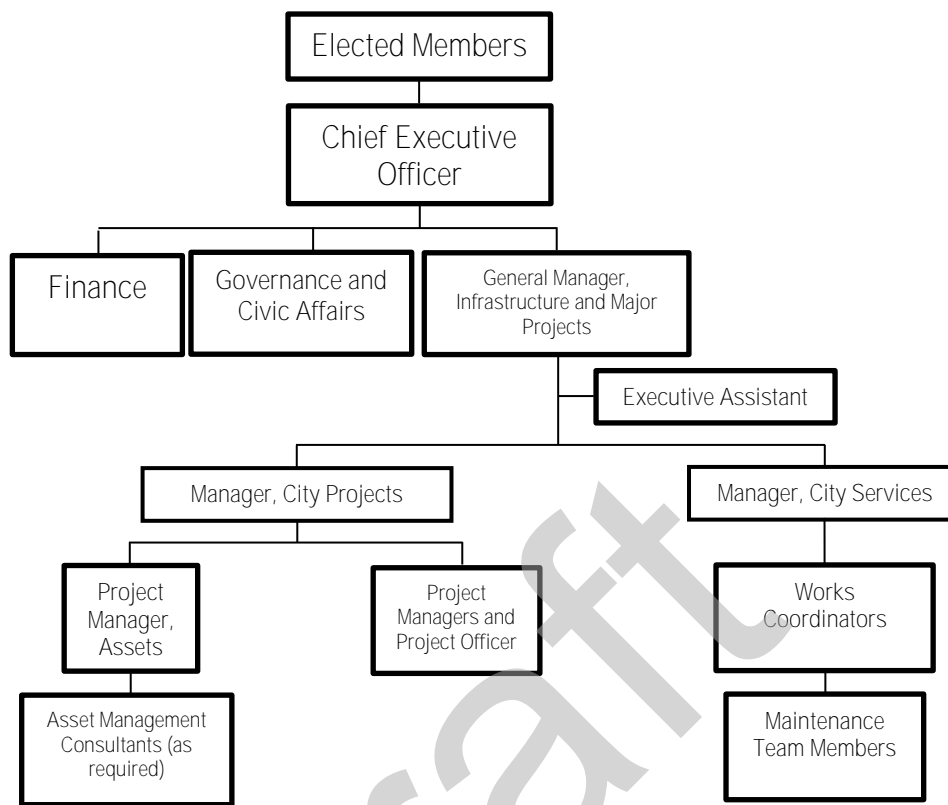 Elected Members
Chief Executive
Officer
Finance
Governance and
Civic Affairs
General Manager,
Infrastructure and Major
Projects
Executive Assistant
Manager, City Projects
Manager, City Services
Project
Manager,
Assets
Project
Managers and
Project Officer
Works
Coordinators
Asset Management
Consultants (as
required)
Maintenance
Team Members
raft